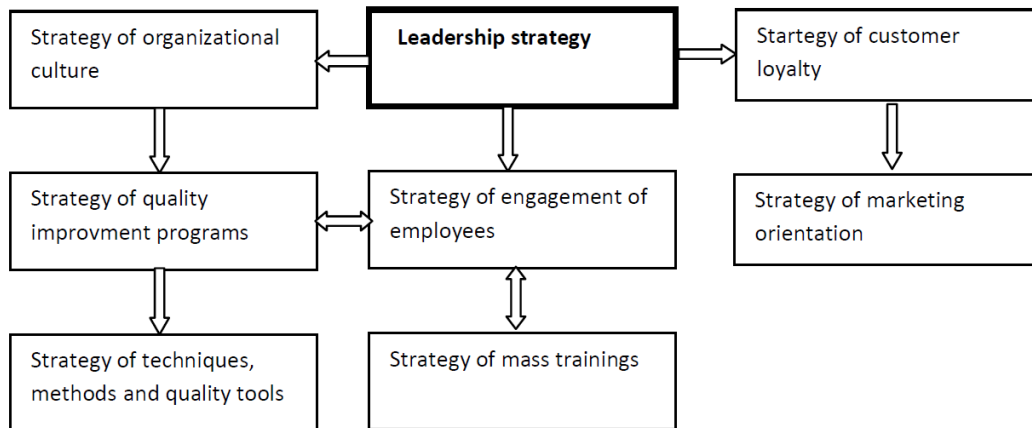 Strategy of organizational
culture
Leadership strategy
Startegy of customer
loyalty
Strategy of quality
improvment programs
Strategy of engagement of
employees
Strategy of marketing
orientation
Strategy of techniques,
methods and quality tools
Strategy of mass trainings